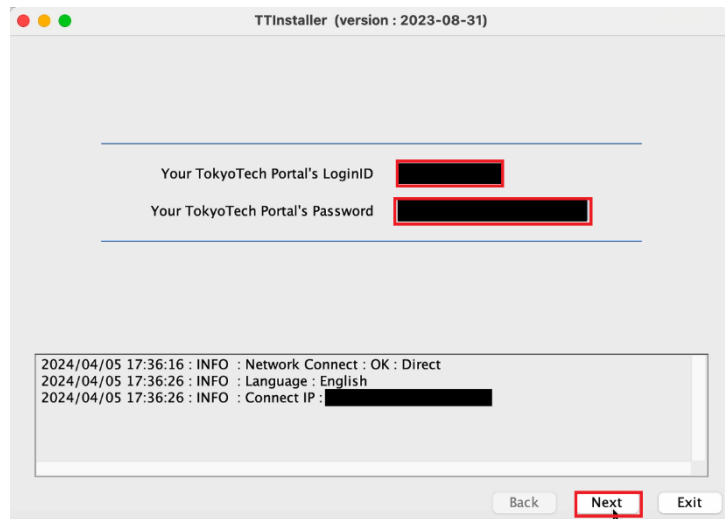 TTInstaller (version : 2023-08-31)
Your TokyoTech Portal's LoginID
Your TokyoTech Portal's Password
2024/04/05 17:36:16 : INFO : Network Connect : OK : Direct
2024/04/05 17:36:26 : INFO : Language : English
2024/04/05 17:36:26 : INFO : Connect IP :
Back Next Exit